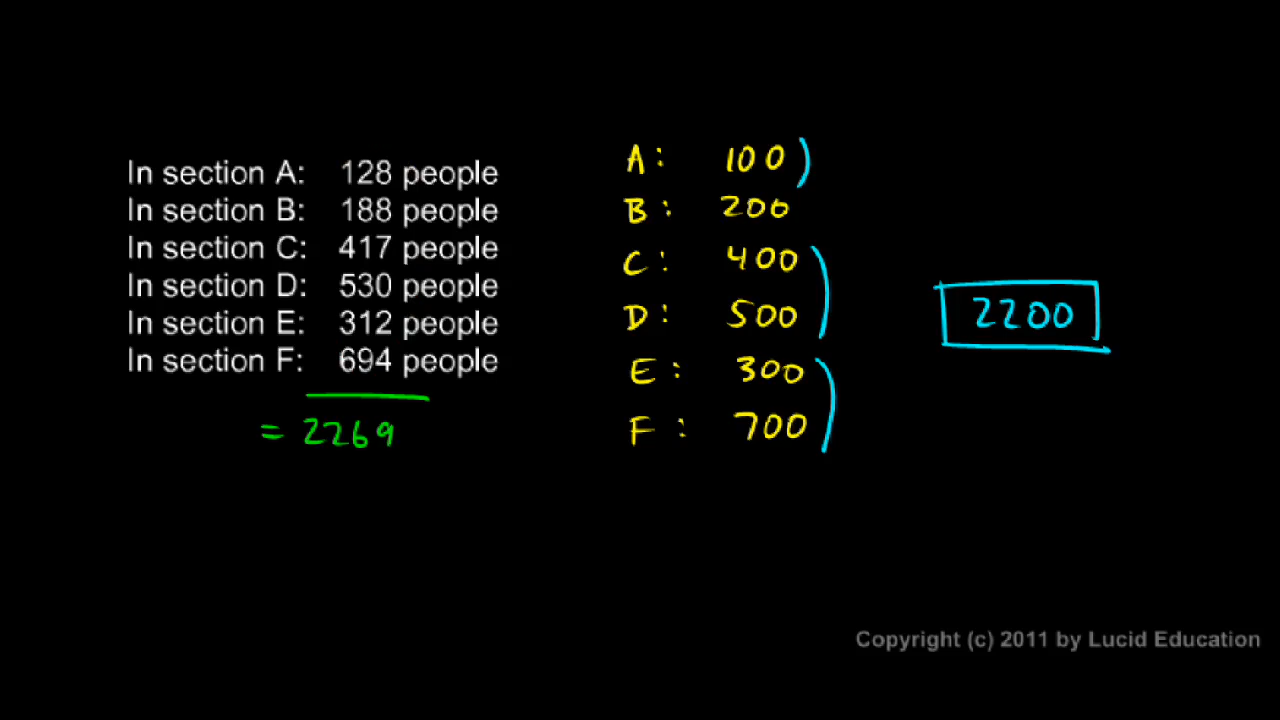 In section A: 128 people
In section B: 188 people
In section C: 417 people
In section D: 530 people
In section E: 312 people
In section F: 694 people
= 2269
A: 100
B: 200
C: 400
D: 500
E: 300
F: 700
2200
Copyright (c) 2011 by Lucid Education